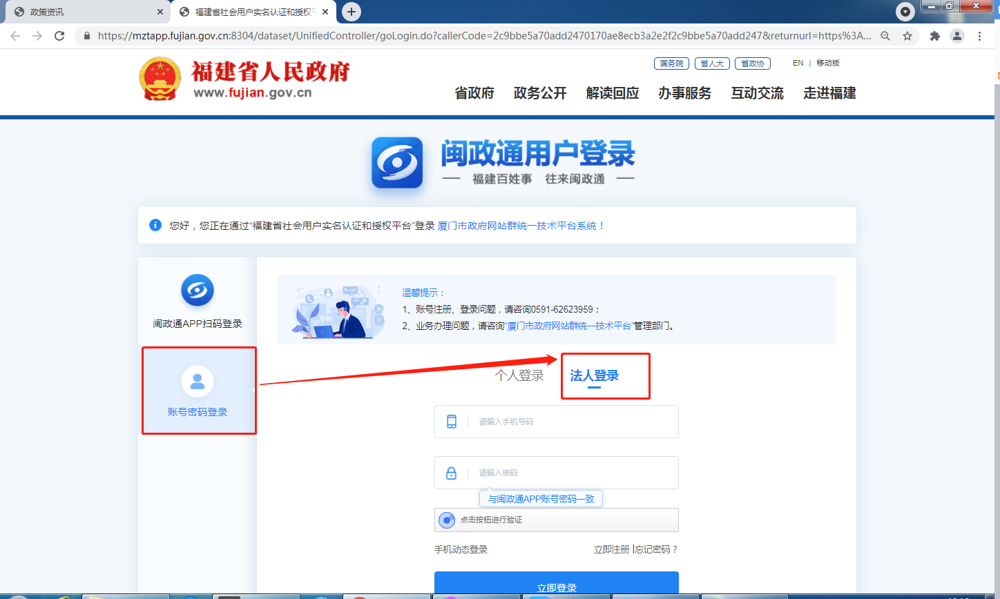 政策资讯
福建省社会用户实名认证和授权平
https://mztapp.fujian.gov.cn:8304/dataset/UnifiedController/goLogin.do?callerCode=2c9bbe5a70add2470170ae8ecb3a2e2f2c9bbe5a70add247&returnurl=https%3A...
福建省人民政府
www.fujian.gov.cn
国务院 省人大 省政协 EN | 移动版
省政府 政务公开 解读回应 办事服务 互动交流 走进福建
闽政通用户登录
福建百姓事 往来闽政通
您好，您正在通过“福建省社会用户实名认证和授权平台”登录 厦门市政府网站群统一技术平台系统！
闽政通APP扫码登录
账号密码登录
温馨提示：
1、账号注册、登录问题，请咨询0591-62623959；
2、业务办理问题，请咨询“厦门市政府网站群统一技术平台”管理部门。
个人登录 法人登录
请输入手机号码
请输入密码
与闽政通APP账号密码一致
点击按钮进行验证
手机动态登录 立即注册 |忘记密码？
立即登录